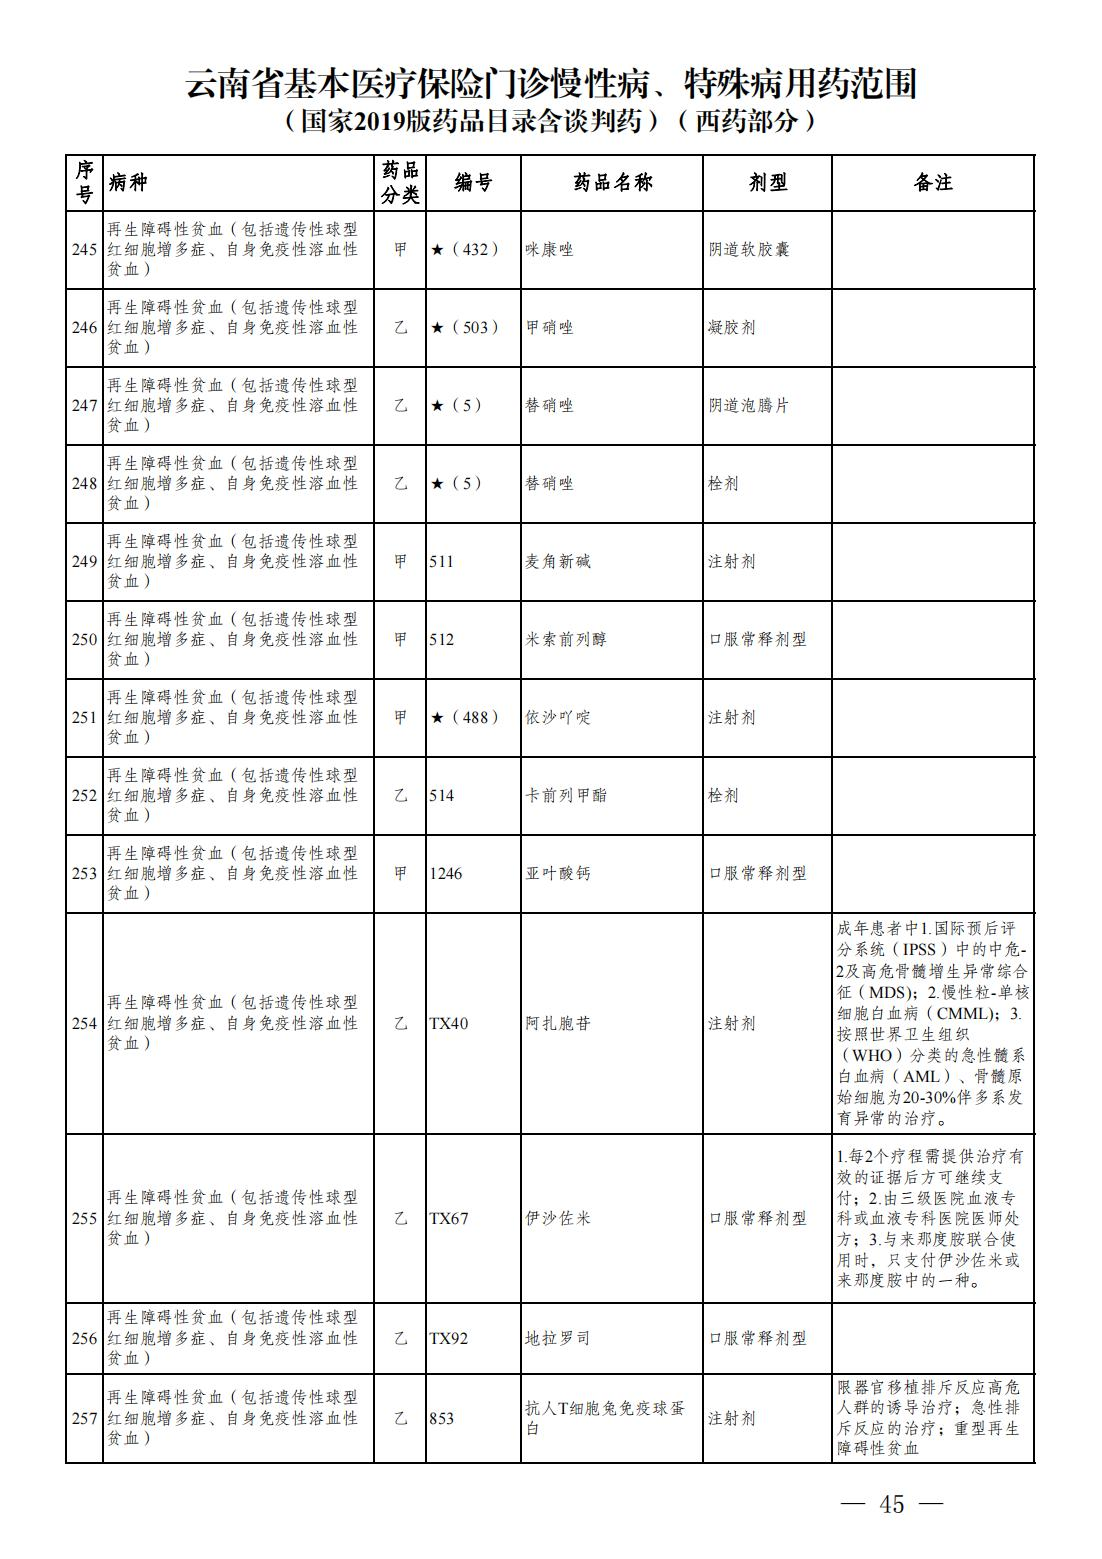 云南省基本医疗保险门诊慢性病、特殊病用药范围
（国家2019版药品目录含谈判药）（西药部分）
序号 病种 药品分类 编号 药品名称 剂型 备注
245 再生障碍性贫血（包括遗传性球型红细胞增多症、自身免疫性溶血性贫血） 甲 ★（432） 咪康唑 阴道软胶囊
246 再生障碍性贫血（包括遗传性球型红细胞增多症、自身免疫性溶血性贫血） 乙 ★（503） 甲硝唑 凝胶剂
247 再生障碍性贫血（包括遗传性球型红细胞增多症、自身免疫性溶血性贫血） 乙 ★（5） 替硝唑 阴道泡腾片
248 再生障碍性贫血（包括遗传性球型红细胞增多症、自身免疫性溶血性贫血） 乙 ★（5） 替硝唑 栓剂
249 再生障碍性贫血（包括遗传性球型红细胞增多症、自身免疫性溶血性贫血） 甲 511 麦角新碱 注射剂
250 再生障碍性贫血（包括遗传性球型红细胞增多症、自身免疫性溶血性贫血） 甲 512 米索前列醇 口服常释剂型
251 再生障碍性贫血（包括遗传性球型红细胞增多症、自身免疫性溶血性贫血） 甲 ★（488） 依沙吖啶 注射剂
252 再生障碍性贫血（包括遗传性球型红细胞增多症、自身免疫性溶血性贫血） 乙 514 卡前列甲酯 栓剂
253 再生障碍性贫血（包括遗传性球型红细胞增多症、自身免疫性溶血性贫血） 甲 1246 亚叶酸钙 口服常释剂型
254 再生障碍性贫血（包括遗传性球型红细胞增多症、自身免疫性溶血性贫血） 乙 TX40 阿扎胞苷 注射剂 成年患者中1.国际预后评分系统（IPSS）中的中危-2及高危骨髓增生异常综合征（MDS)；2.慢性粒-单核细胞白血病（CMML)；3.按照世界卫生组织（WHO）分类的急性髓系白血病（AML）、骨髓原始细胞为20-30%伴多系发育异常的治疗。
255 再生障碍性贫血（包括遗传性球型红细胞增多症、自身免疫性溶血性贫血） 乙 TX67 伊沙佐米 口服常释剂型 1.每2个疗程需提供治疗有效的证据后方可继续支付；2.由三级医院血液专科或血液专科医院医师处方；3.与来那度胺联合使用时，只支付伊沙佐米或来那度胺中的一种。
256 再生障碍性贫血（包括遗传性球型红细胞增多症、自身免疫性溶血性贫血） 乙 TX92 地拉罗司 口服常释剂型
257 再生障碍性贫血（包括遗传性球型红细胞增多症、自身免疫性溶血性贫血） 乙 853 抗人T细胞兔免疫球蛋白 注射剂 限器官移植排斥反应高危人群的诱导治疗；急性排斥反应的治疗；重型再生障碍性贫血
— 45 —